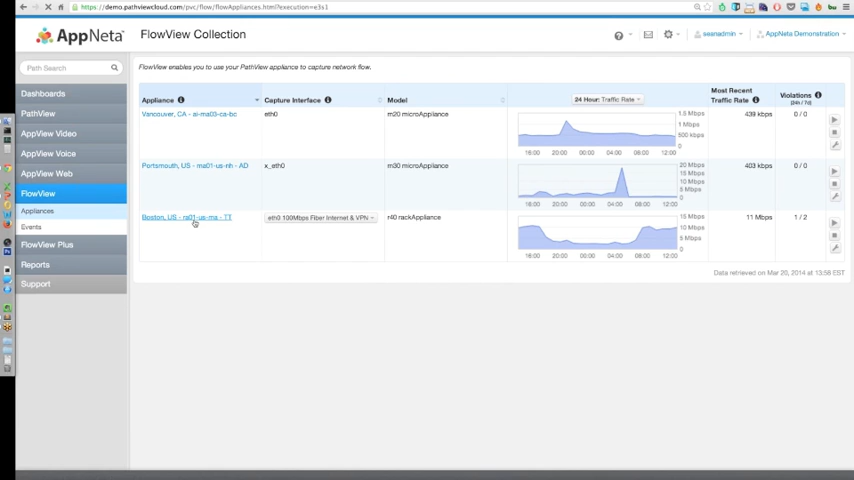 https://demo.pathviewcloud.com/pvc/flow/flowAppliances.html?execution=e3s1
AppNeta
FlowView Collection
seanadmin
AppNeta Demonstration
Path Search
Dashboards
PathView
AppView Video
AppView Voice
AppView Web
FlowView
Appliances
Events
FlowView Plus
Reports
Support
FlowView enables you to use your PathView appliance to capture network flow.
Appliance
Capture Interface
Model
24 Hour: Traffic Rate
Most Recent
Traffic Rate
Violations
(24h / 7d)
Vancouver, CA - ai-ma03-ca-bc
eth0
m20 microAppliance
1.5 Mbps
1 Mbps
500 kbps
16:00 20:00 00:00 04:00 08:00 12:00
439 kbps
0 / 0
Portsmouth, US - ma01-us-nh - AD
x_eth0
m30 microAppliance
20 Mbps
15 Mbps
10 Mbps
5 Mbps
16:00 20:00 00:00 04:00 08:00 12:00
403 kbps
0 / 0
Boston, US - ra01-us-ma - TT
eth0 100Mbps Fiber Internet & VPN
r40 rackAppliance
15 Mbps
10 Mbps
5 Mbps
16:00 20:00 00:00 04:00 08:00 12:00
11 Mbps
1 / 2
Data retrieved on Mar 20, 2014 at 13:58 EST